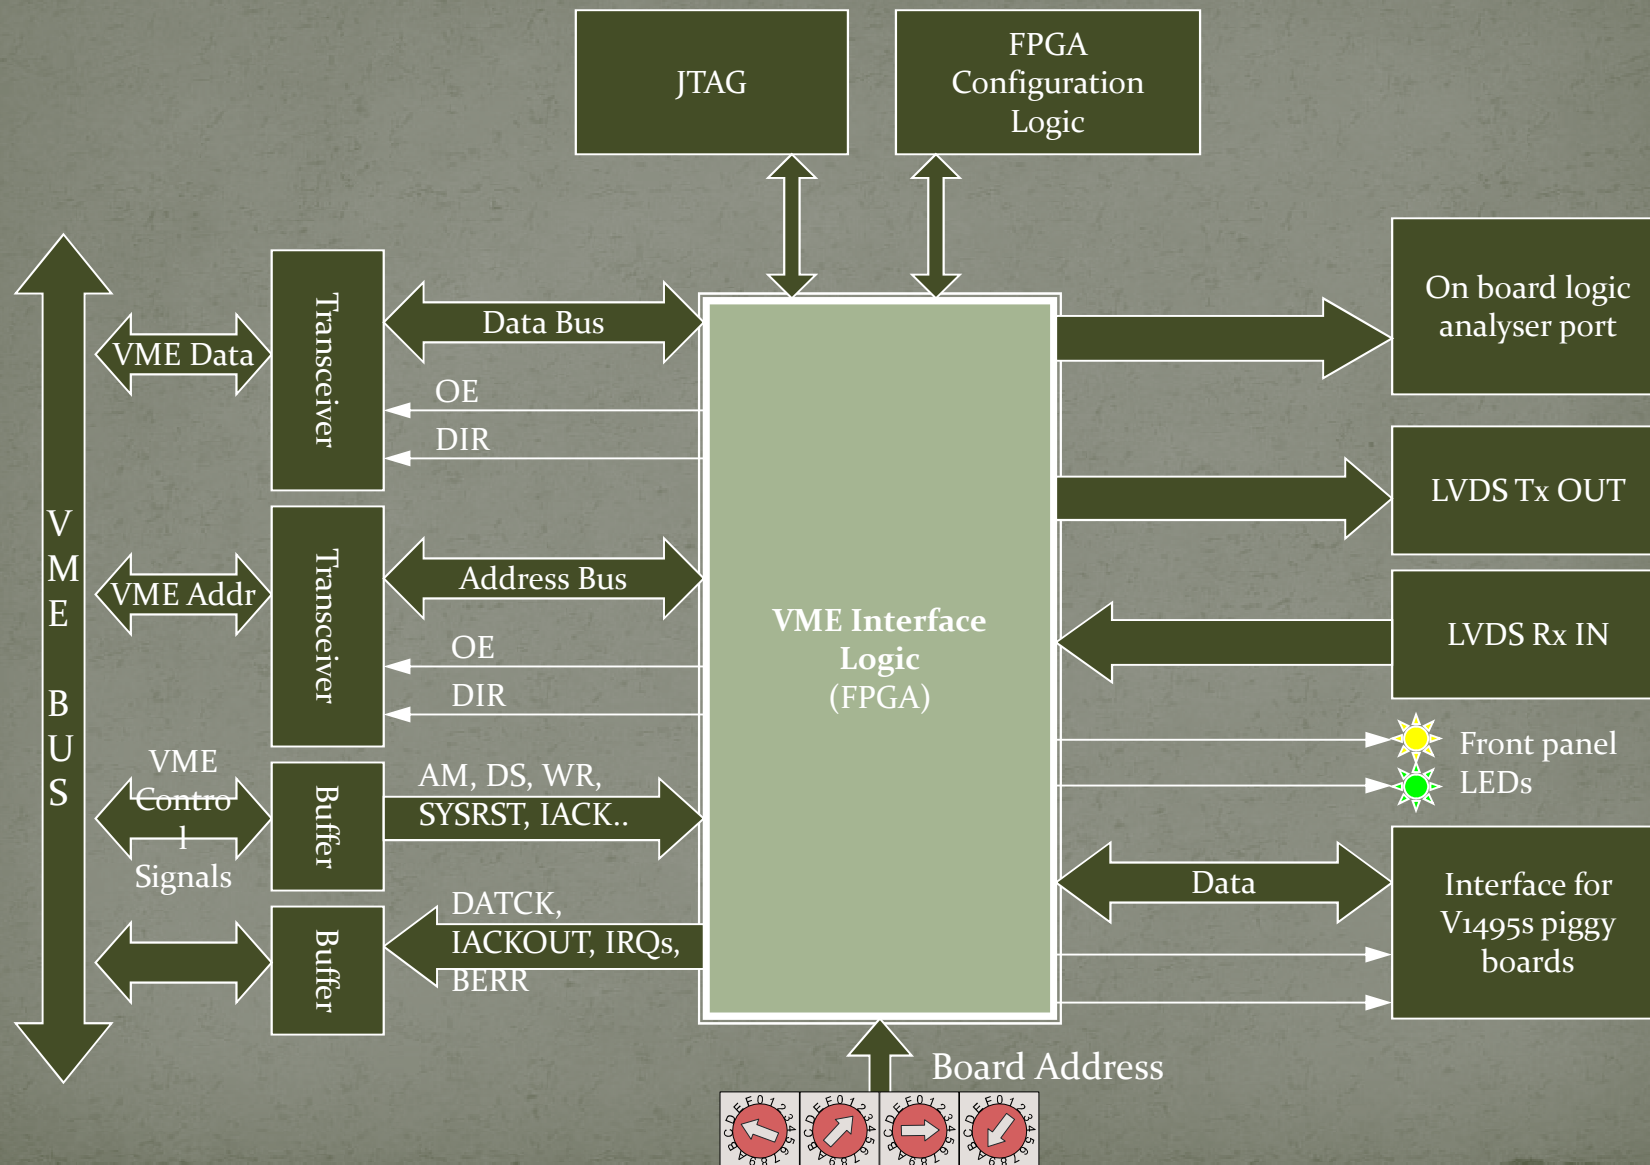 JTAG
FPGA
Configuration
Logic
On board logic
analyser port
Transceiver
Data Bus
VME Data
OE
DIR
LVDS Tx OUT
V
M
E
B
U
S
Transceiver
Address Bus
VME Addr
OE
DIR
VME Interface
Logic
(FPGA)
LVDS Rx IN
Front panel
LEDs
VME
Contro
l
Signals
Buffer
AM, DS, WR,
SYSRST, IACK..
Buffer
DATCK,
IACKOUT, IRQs,
BERR
Data
Interface for
V1495s piggy
boards
Board Address